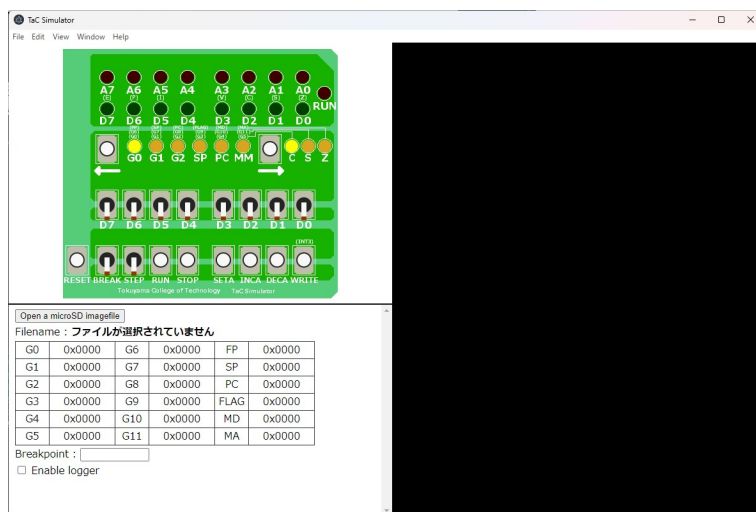 TaC Simulator
File Edit View Window Help
A7 A6 A5 A4 A3 A2 A1 A0
(E) (P) (I) (V) (C) (S) (Z)
RUN
D7 D6 D5 D4 D3 D2 D1 D0
G0 G1 G2 SP PC MM C S Z
D7 D6 D5 D4 D3 D2 D1 D0
(INT3)
RESET BREAK STEP RUN STOP SETA INCA DECA WRITE
Tokuyama College of Technology TaC Simulator
Open a microSD imagefile
Filename : ファイルが選択されていません
G0 0x0000 G6 0x0000 FP 0x0000
G1 0x0000 G7 0x0000 SP 0x0000
G2 0x0000 G8 0x0000 PC 0x0000
G3 0x0000 G9 0x0000 FLAG 0x0000
G4 0x0000 G10 0x0000 MD 0x0000
G5 0x0000 G11 0x0000 MA 0x0000
Breakpoint :
Enable logger